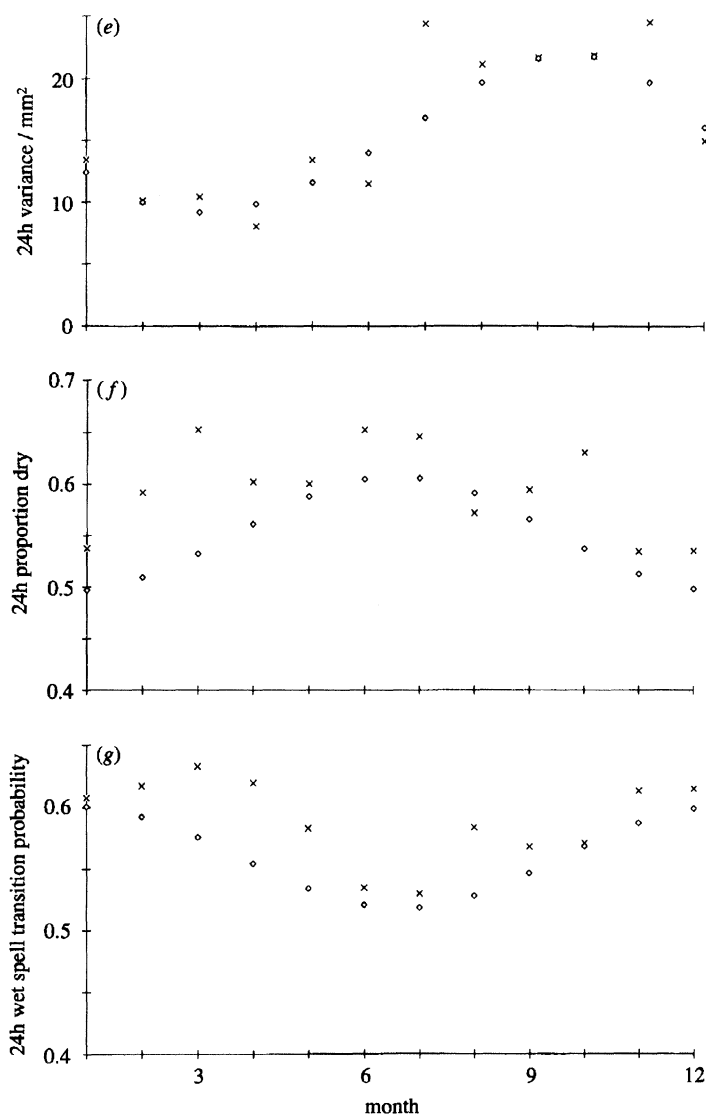 (e)
24h variance / mm²
20
10
0
(f)
24h proportion dry
0.7
0.6
0.5
0.4
(g)
24h wet spell transition probability
0.6
0.5
0.4
3
6
9
12
month